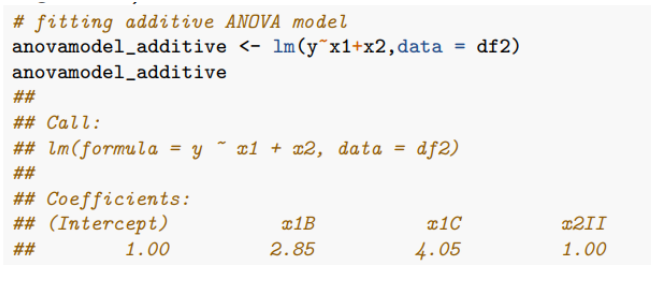 # fitting additive ANOVA model
anovamodel_additive <- lm(y~x1+x2,data = df2)
anovamodel_additive
##
## Call:
## lm(formula = y ~ x1 + x2, data = df2)
##
## Coefficients:
## (Intercept) x1B x1C x2II
## 1.00 2.85 4.05 1.00